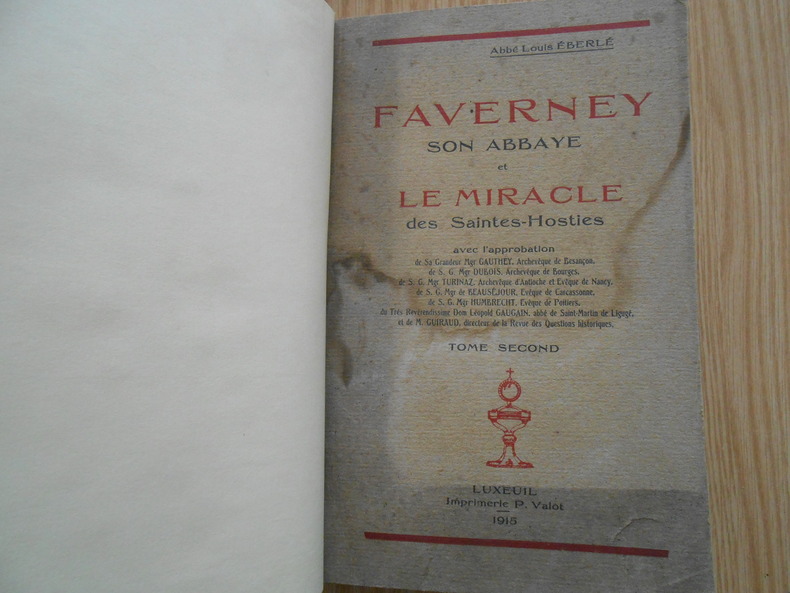 Abbé Louis ÉBERLÉ
FAVERNEY
SON ABBAYE
et
LE MIRACLE
des Saintes-Hosties
avec l'approbation
de Sa Grandeur Mgr GAUTHEY, Archevêque de Besançon,
de S. G. Mgr DUBOIS, Archevêque de Bourges,
de S. G. Mgr TURINAZ, Archevêque d'Antioche et Evêque de Nancy,
de S. G. Mgr de BEAUSÉJOUR, Evêque de Carcassonne,
de S. G. Mgr HUMBRECHT, Evêque de Poitiers,
du Très Révérendissime Dom Léopold GAUGAIN, abbé de Saint-Martin de Ligugé,
et de M. GUIRAUD, directeur de la Revue des Questions historiques.
TOME SECOND
LUXEUIL
Imprimerie P. Valot
1915